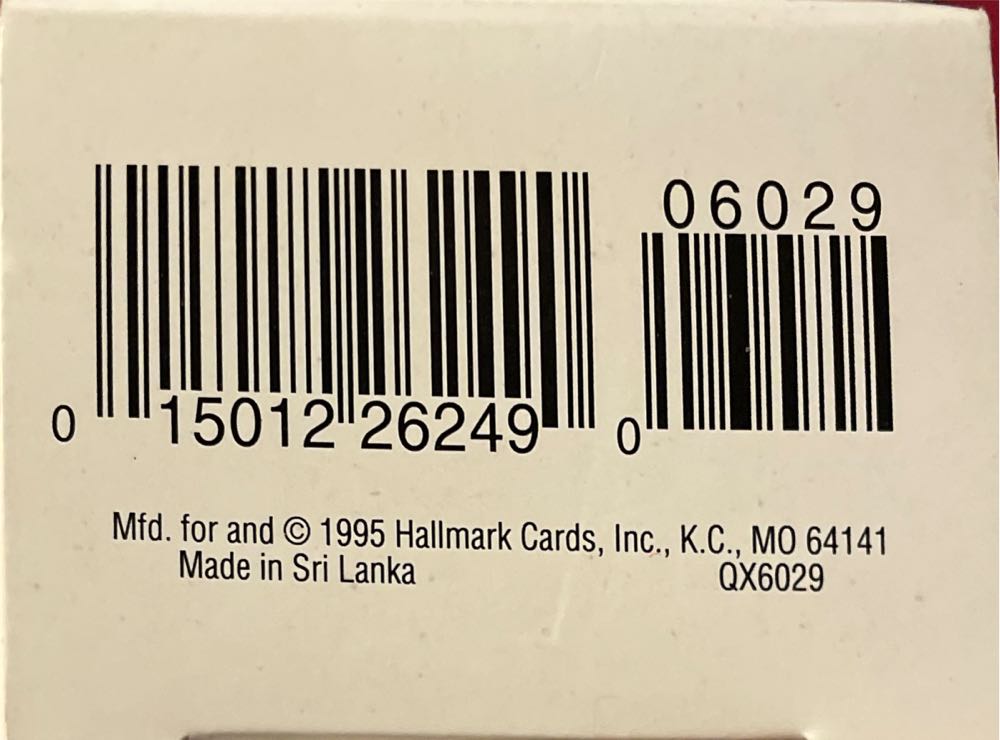 06029
0 15012 26249 0
Mfd. for and © 1995 Hallmark Cards, Inc., K.C., MO 64141
Made in Sri Lanka QX6029